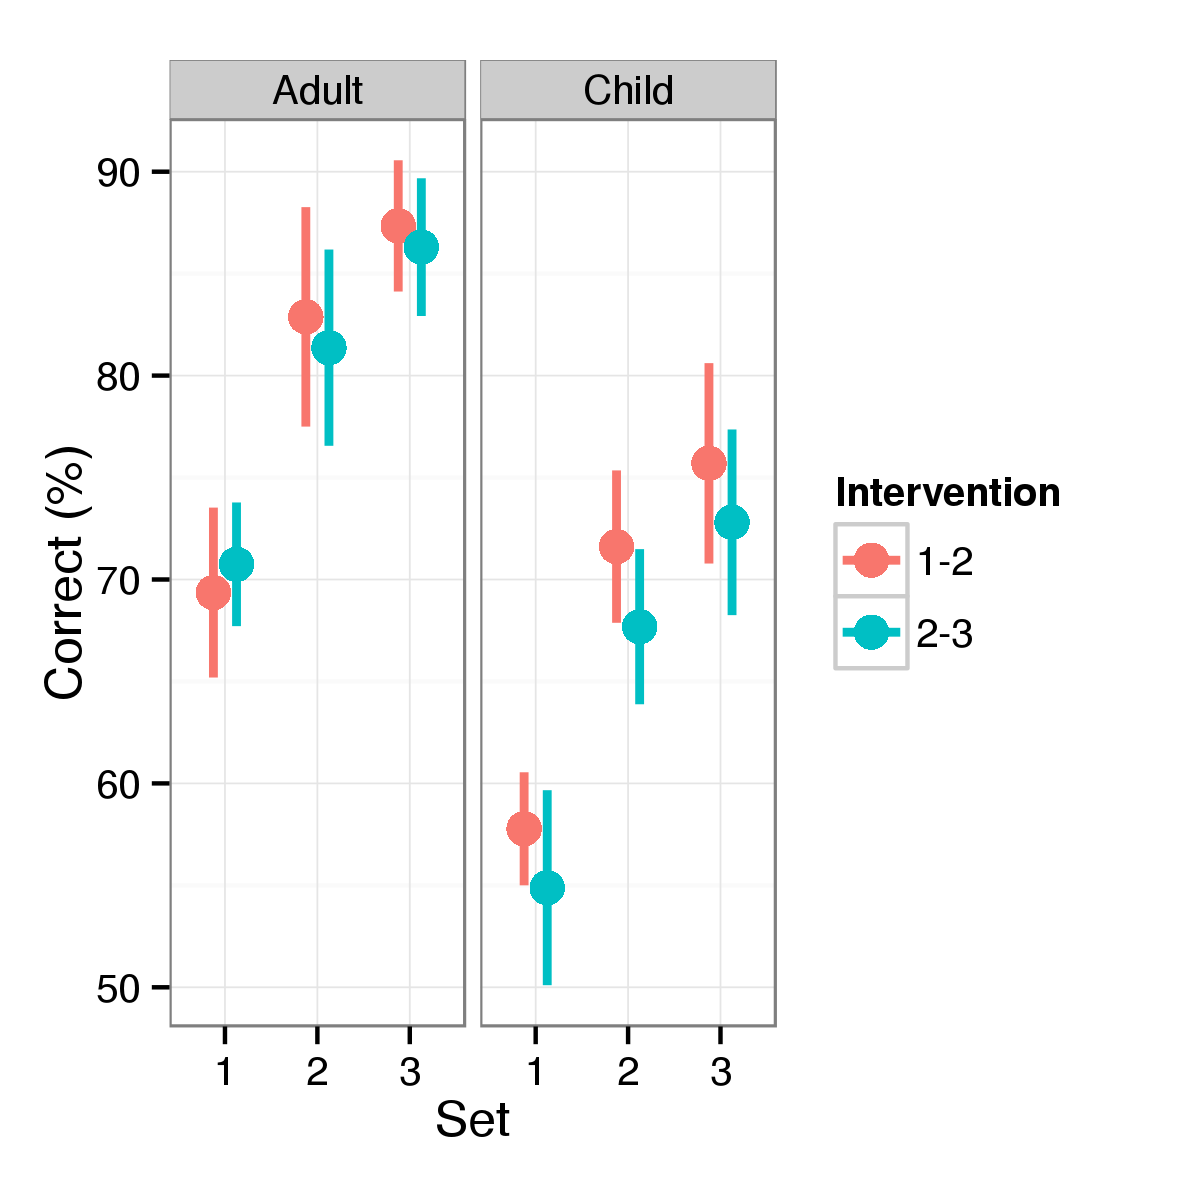 Adult Child
90
80
70
60
50
Correct (%)
1 2 3 1 2 3
Set
Intervention
1-2
2-3